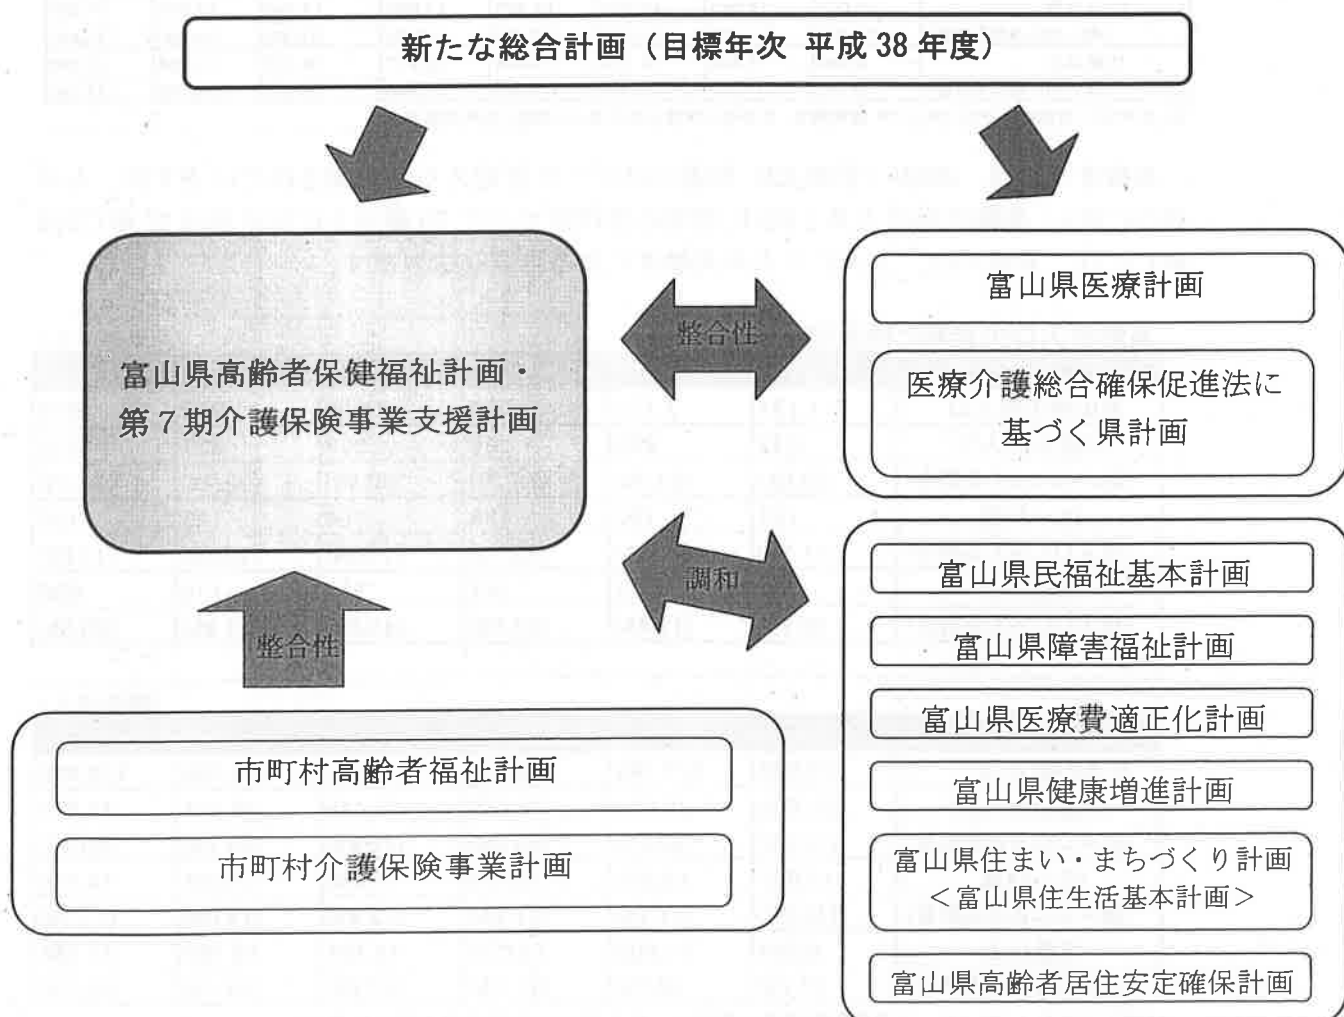 新たな総合計画（目標年次 平成 38 年度）
富山県高齢者保健福祉計画・
第７期介護保険事業支援計画
整合性
富山県医療計画
医療介護総合確保促進法に
基づく県計画
調和
富山県民福祉基本計画
富山県障害福祉計画
富山県医療費適正化計画
富山県健康増進計画
富山県住まい・まちづくり計画
＜富山県住生活基本計画＞
富山県高齢者居住安定確保計画
整合性
市町村高齢者福祉計画
市町村介護保険事業計画